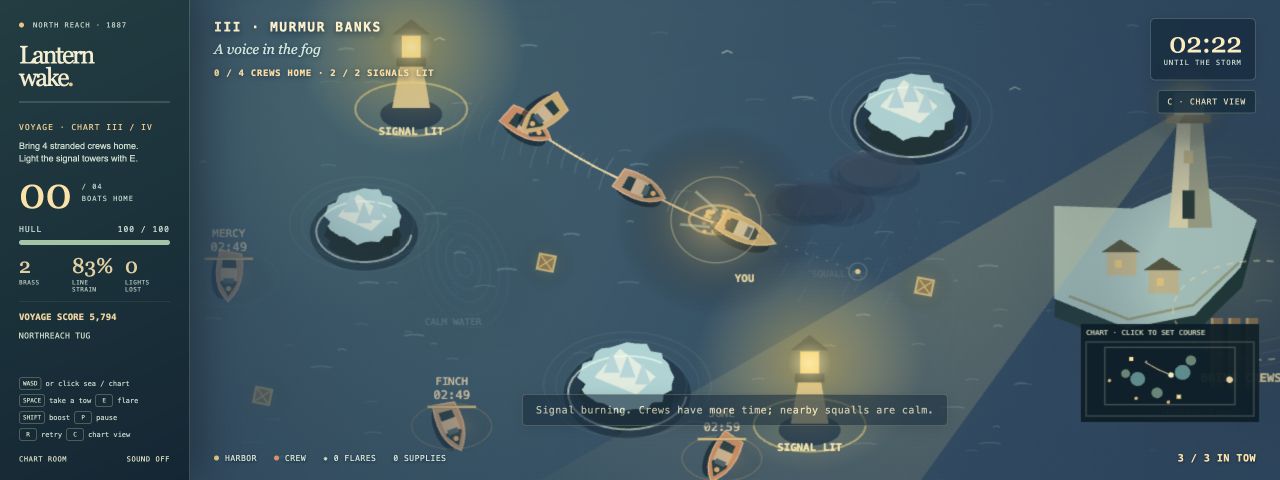 NORTH REACH · 1887
Lantern
wake.
VOYAGE · CHART III / IV
Bring 4 stranded crews home.
Light the signal towers with E.
00
/ 04
BOATS HOME
HULL 100 / 100
2 83% 0
BRASS LINE STRAIN LIGHTS LOST
VOYAGE SCORE 5,794
NORTHREACH TUG
WASD or click sea / chart
SPACE take a tow E flare
SHIFT boost P pause
R retry C chart view
CHART ROOM SOUND OFF
III · MURMUR BANKS
A voice in the fog
0 / 4 CREWS HOME · 2 / 2 SIGNALS LIT
SIGNAL LIT
02:22
UNTIL THE STORM
C · CHART VIEW
MERCY
02:49
SQUALL
YOU
CALM WATER
CHART · CLICK TO SET COURSE
CREWS
FINCH
02:49
Signal burning. Crews have more time; nearby squalls are calm.
02:59
SIGNAL LIT
HARBOR CREW 0 FLARES 0 SUPPLIES
3 / 3 IN TOW